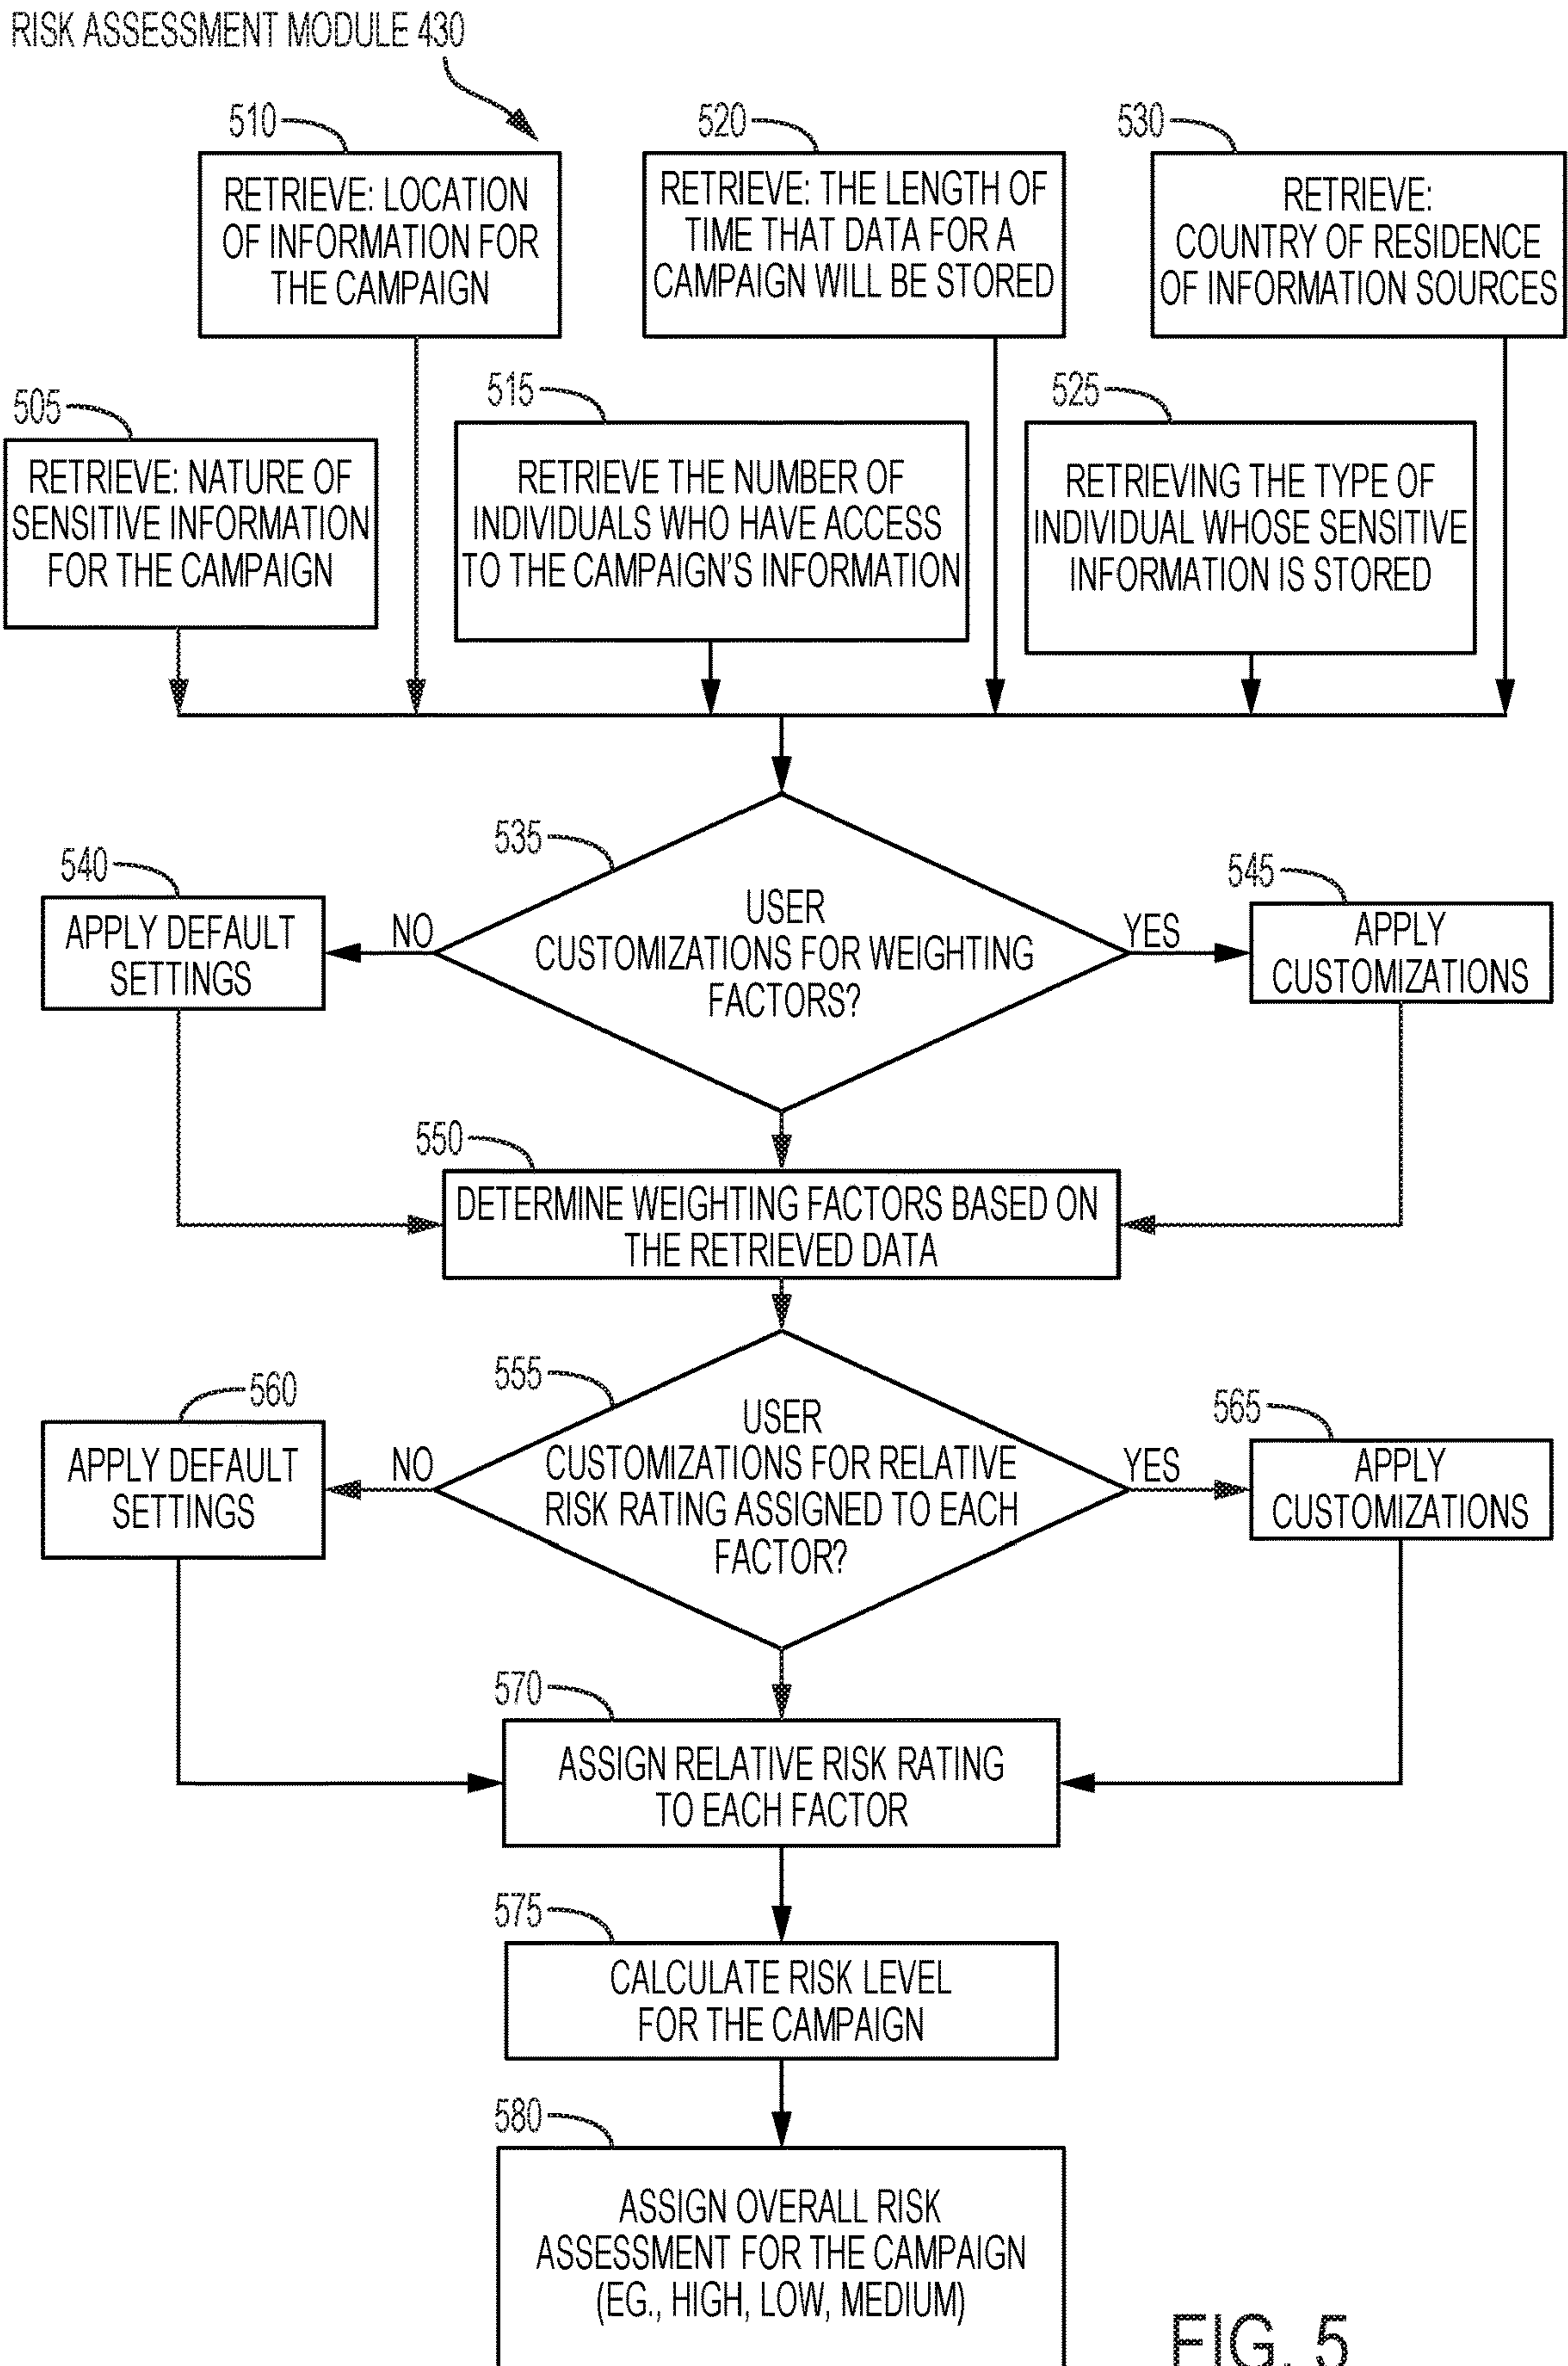 RISK ASSESSMENT MODULE 430
510
RETRIEVE: LOCATION
OF INFORMATION FOR
THE CAMPAIGN
520
RETRIEVE: THE LENGTH OF
TIME THAT DATA FOR A
CAMPAIGN WILL BE STORED
530
RETRIEVE:
COUNTRY OF RESIDENCE
OF INFORMATION SOURCES
505
RETRIEVE: NATURE OF
SENSITIVE INFORMATION
FOR THE CAMPAIGN
515
RETRIEVE THE NUMBER OF
INDIVIDUALS WHO HAVE ACCESS
TO THE CAMPAIGN'S INFORMATION
525
RETRIEVING THE TYPE OF
INDIVIDUAL WHOSE SENSITIVE
INFORMATION IS STORED
535
USER
CUSTOMIZATIONS FOR WEIGHTING
FACTORS?
540
APPLY DEFAULT
SETTINGS
NO
YES
545
APPLY
CUSTOMIZATIONS
550
DETERMINE WEIGHTING FACTORS BASED ON
THE RETRIEVED DATA
555
USER
CUSTOMIZATIONS FOR RELATIVE
RISK RATING ASSIGNED TO EACH
FACTOR?
560
APPLY DEFAULT
SETTINGS
NO
YES
565
APPLY
CUSTOMIZATIONS
570
ASSIGN RELATIVE RISK RATING
TO EACH FACTOR
575
CALCULATE RISK LEVEL
FOR THE CAMPAIGN
580
ASSIGN OVERALL RISK
ASSESSMENT FOR THE CAMPAIGN
(EG., HIGH, LOW, MEDIUM)
FIG. 5